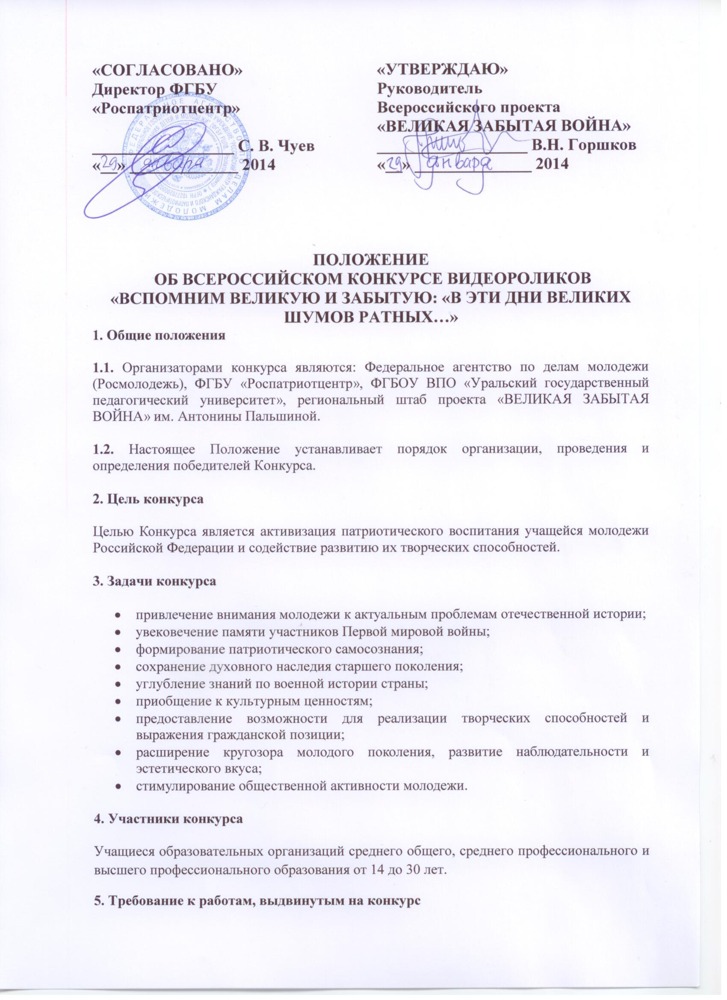 «СОГЛАСОВАНО»
Директор ФГБУ
«Роспатриотцентр»
С. В. Чуев
«29» января 2014
«УТВЕРЖДАЮ»
Руководитель
Всероссийского проекта
«ВЕЛИКАЯ ЗАБЫТАЯ ВОЙНА»
В.Н. Горшков
«29» января 2014
ФЕДЕРАЛЬНОЕ АГЕНТСТВО ПО ДЕЛАМ МОЛОДЕЖИ
ПОЛОЖЕНИЕ
ОБ ВСЕРОССИЙСКОМ КОНКУРСЕ ВИДЕОРОЛИКОВ
«ВСПОМНИМ ВЕЛИКУЮ И ЗАБЫТУЮ: «В ЭТИ ДНИ ВЕЛИКИХ
ШУМОВ РАТНЫХ…»
1. Общие положения
1.1. Организаторами конкурса являются: Федеральное агентство по делам молодежи
(Росмолодежь), ФГБУ «Роспатриотцентр», ФГБОУ ВПО «Уральский государственный
педагогический университет», региональный штаб проекта «ВЕЛИКАЯ ЗАБЫТАЯ
ВОЙНА» им. Антонины Пальшиной.
1.2. Настоящее Положение устанавливает порядок организации, проведения и
определения победителей Конкурса.
2. Цель конкурса
Целью Конкурса является активизация патриотического воспитания учащейся молодежи
Российской Федерации и содействие развитию их творческих способностей.
3. Задачи конкурса
• привлечение внимания молодежи к актуальным проблемам отечественной истории;
• увековечение памяти участников Первой мировой войны;
• формирование патриотического самосознания;
• сохранение духовного наследия старшего поколения;
• углубление знаний по военной истории страны;
• приобщение к культурным ценностям;
• предоставление возможности для реализации творческих способностей и
выражения гражданской позиции;
• расширение кругозора молодого поколения, развитие наблюдательности и
эстетического вкуса;
• стимулирование общественной активности молодежи.
4. Участники конкурса
Учащиеся образовательных организаций среднего общего, среднего профессионального и
высшего профессионального образования от 14 до 30 лет.
5. Требование к работам, выдвинутым на конкурс